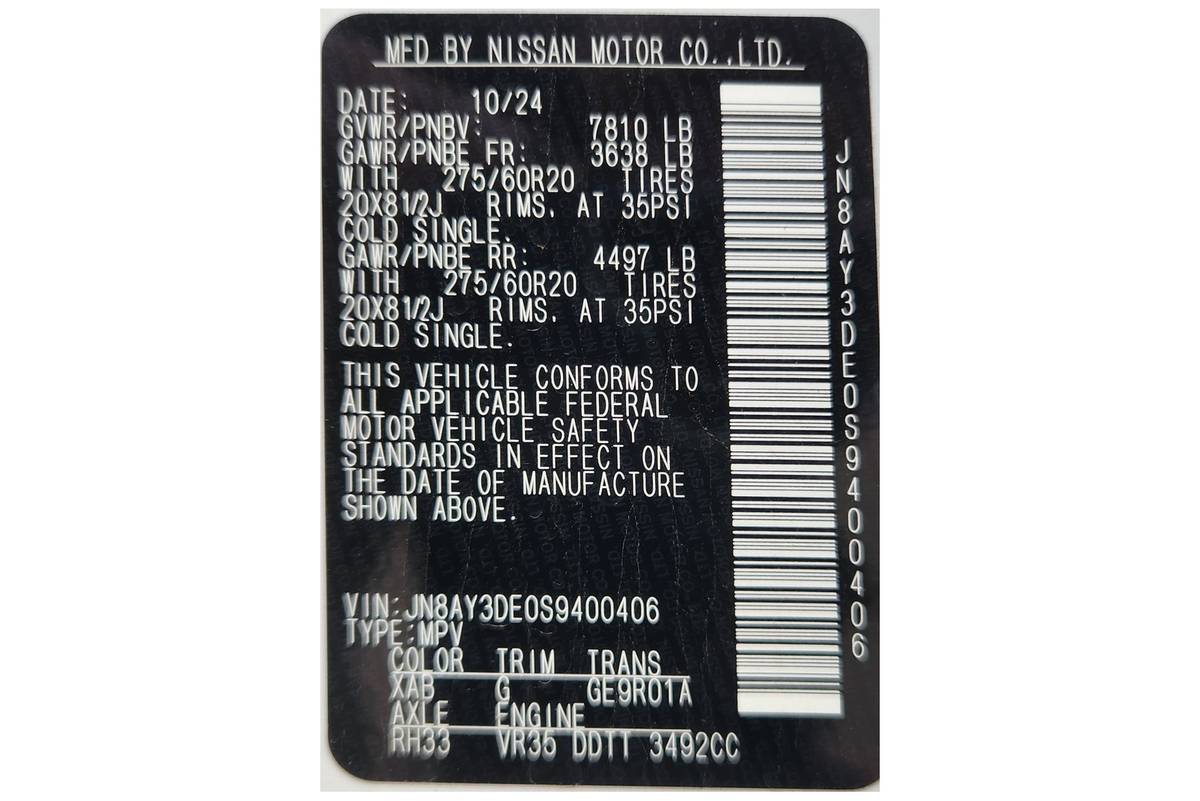 MFD BY NISSAN MOTOR CO.,LTD.
DATE: 10/24
GVWR/PNBV: 7810 LB
GAWR/PNBE FR: 3638 LB
WITH 275/60R20 TIRES
20X8 1/2J RIMS. AT 35PSI
COLD SINGLE.
GAWR/PNBE RR: 4497 LB
WITH 275/60R20 TIRES
20X8 1/2J RIMS. AT 35PSI
COLD SINGLE.
THIS VEHICLE CONFORMS TO
ALL APPLICABLE FEDERAL
MOTOR VEHICLE SAFETY
STANDARDS IN EFFECT ON
THE DATE OF MANUFACTURE
SHOWN ABOVE.
VIN:JN8AY3DE0S9400406
TYPE:MPV
COLOR TRIM TRANS
XAB G GE9R01A
AXLE ENGINE
RH33 VR35 DDTT 3492CC
JN8AY3DE0S9400406